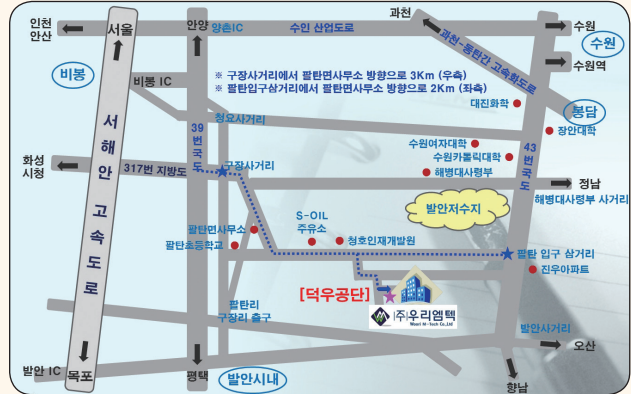 인천
안산
서울
안양
양촌IC
수인 산업도로
과천
과천-동탄간 고속화도로
수원
수원
수원역
비봉
비봉 IC
※ 구장사거리에서 팔탄면사무소 방향으로 3Km (우측)
※ 팔탄입구삼거리에서 팔탄면사무소 방향으로 2Km (좌측)
대진화학
봉담
청요사거리
장안대학
39번국도
43번국도
수원여자대학
수원카톨릭대학
해병대사령부
화성
시청
317번 지방도
구장사거리
정남
해병대사령부 사거리
서해안 고속도로
발안저수지
팔탄면사무소
팔탄초등학교
S-OIL
주유소
청호인재개발원
팔탄 입구 삼거리
진우아파트
[덕우공단]
(주)우리엠텍
Woori M-Tech Co.,Ltd
팔탄리
구장리 출구
발안사거리
오산
발안 IC
목포
평택
발안시내
향남